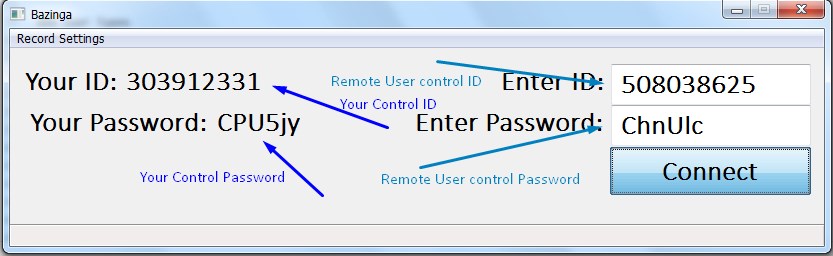 Bazinga
Record Settings
Your ID: 303912331
Remote User control ID
Enter ID:
508038625
Your Control ID
Your Password: CPU5jy
Enter Password:
ChnUlc
Your Control Password
Remote User control Password
Connect